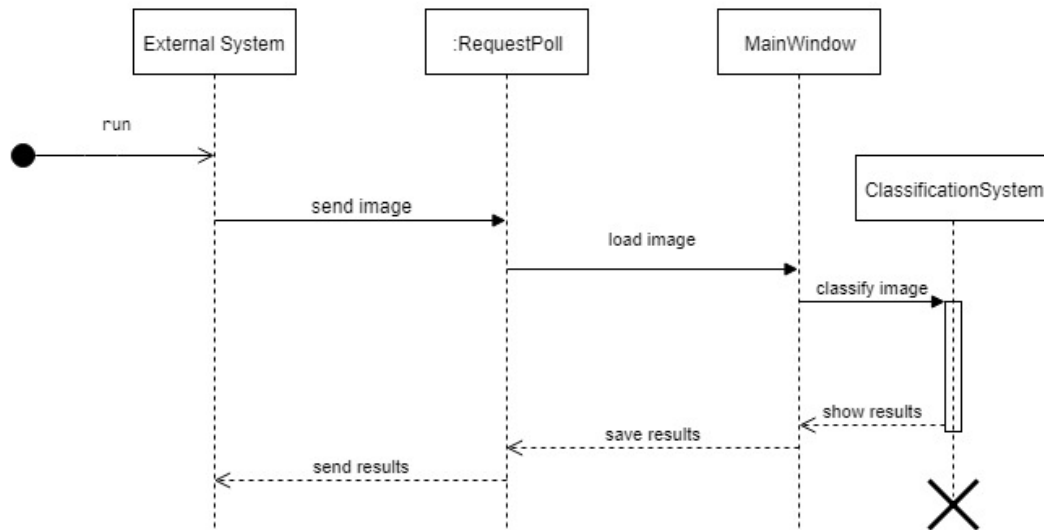 External System
:RequestPoll
MainWindow
run
ClassificationSystem
send image
load image
classify image
show results
save results
send results